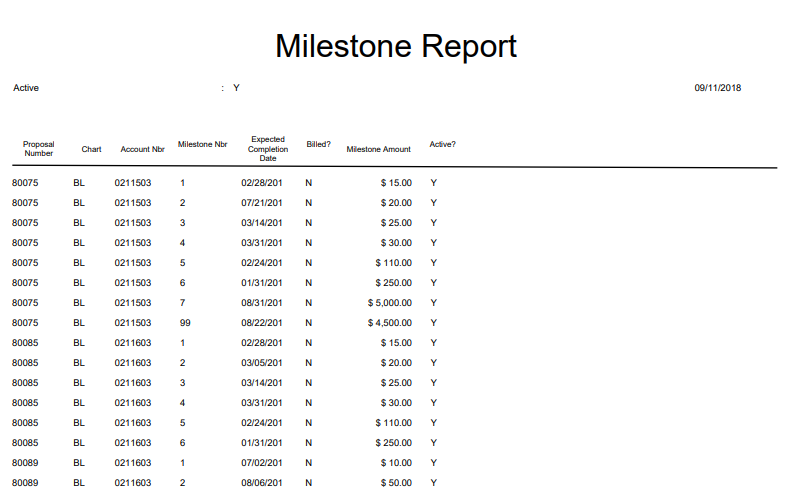 Milestone Report
Active : Y 09/11/2018
Proposal Number Chart Account Nbr Milestone Nbr Expected Completion Date Billed? Milestone Amount Active?
80075 BL 0211503 1 02/28/201 N $ 15.00 Y
80075 BL 0211503 2 07/21/201 N $ 20.00 Y
80075 BL 0211503 3 03/14/201 N $ 25.00 Y
80075 BL 0211503 4 03/31/201 N $ 30.00 Y
80075 BL 0211503 5 02/24/201 N $ 110.00 Y
80075 BL 0211503 6 01/31/201 N $ 250.00 Y
80075 BL 0211503 7 08/31/201 N $ 5,000.00 Y
80075 BL 0211503 99 08/22/201 N $ 4,500.00 Y
80085 BL 0211603 1 02/28/201 N $ 15.00 Y
80085 BL 0211603 2 03/05/201 N $ 20.00 Y
80085 BL 0211603 3 03/14/201 N $ 25.00 Y
80085 BL 0211603 4 03/31/201 N $ 30.00 Y
80085 BL 0211603 5 02/24/201 N $ 110.00 Y
80085 BL 0211603 6 01/31/201 N $ 250.00 Y
80089 BL 0211603 1 07/02/201 N $ 10.00 Y
80089 BL 0211603 2 08/06/201 N $ 50.00 Y